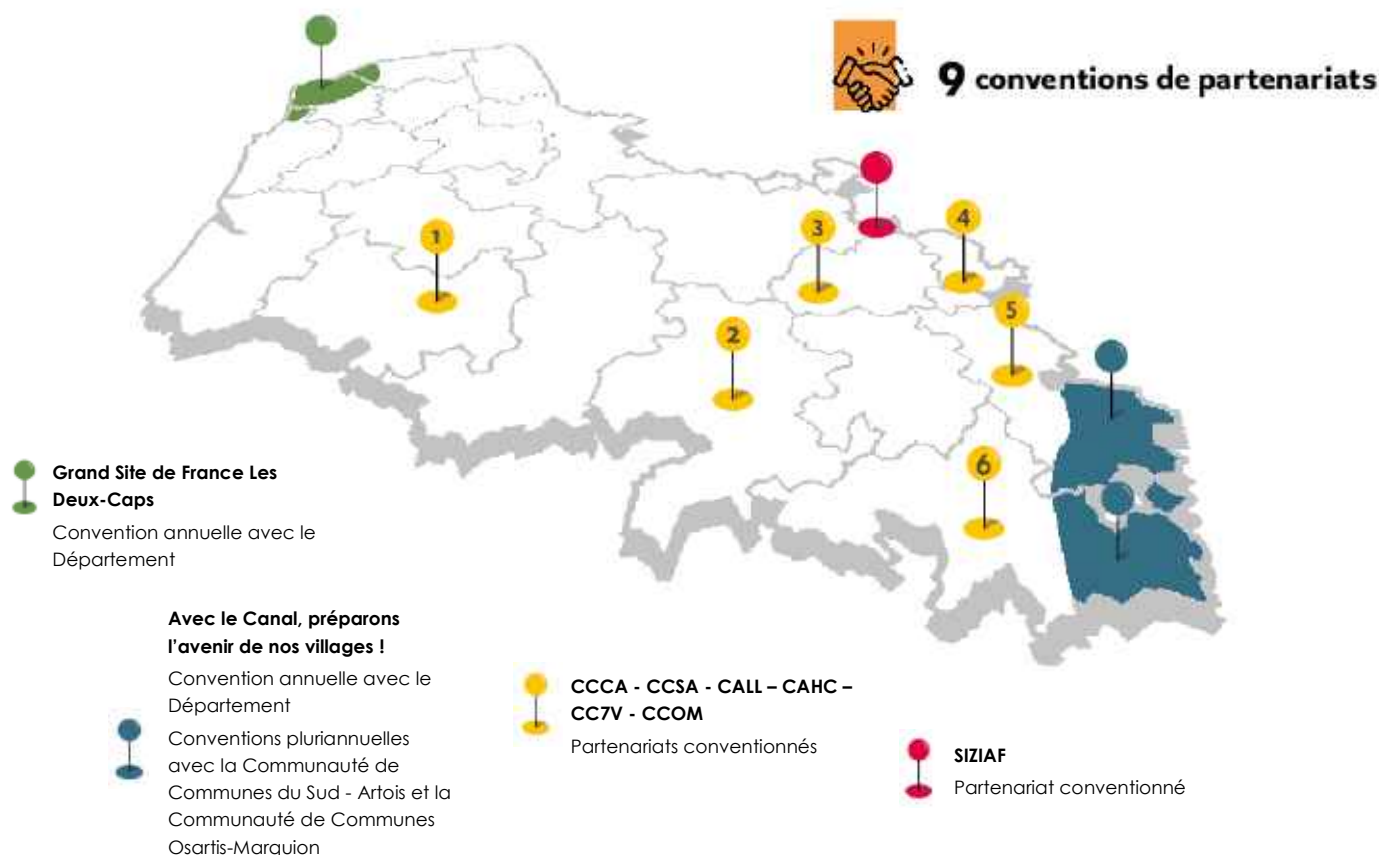 9 conventions de partenariats
3
4
1
5
2
6
Grand Site de France Les
Deux-Caps
Convention annuelle avec le
Département
Avec le Canal, préparons
l'avenir de nos villages !
Convention annuelle avec le
Département
Conventions pluriannuelles
avec la Communauté de
Communes du Sud - Artois et la
Communauté de Communes
Osartis-Marquion
CCCA - CCSA - CALL – CAHC –
CC7V - CCOM
Partenariats conventionnés
SIZIAF
Partenariat conventionné